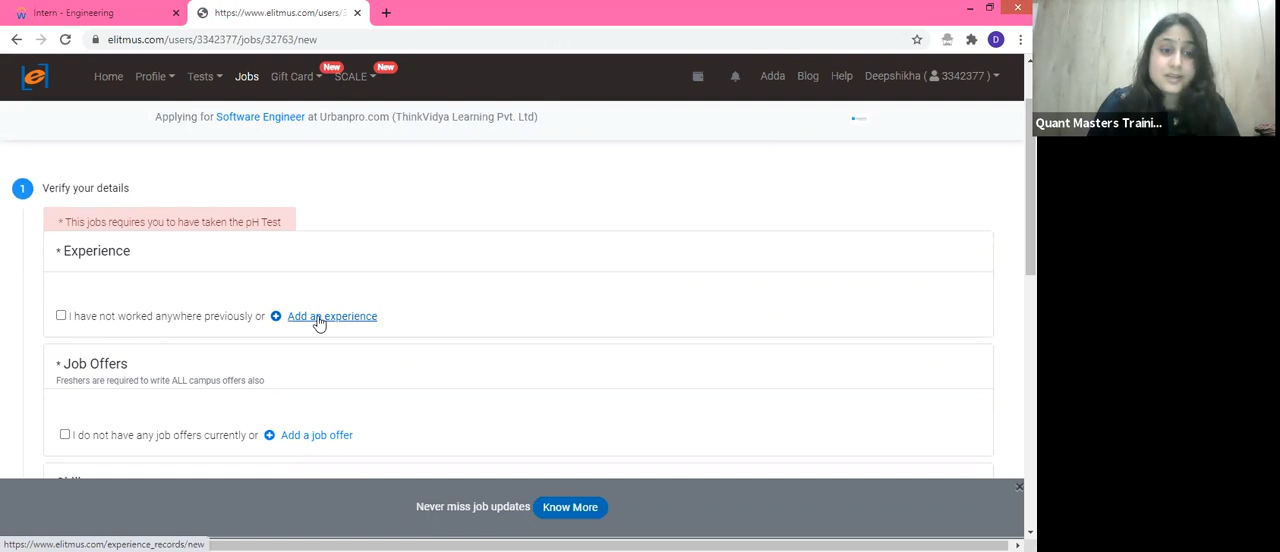 Intern - Engineering
https://www.elitmus.com/users/3
elitmus.com/users/3342377/jobs/32763/new
D
Home Profile Tests Jobs Gift Card New SCALE New Adda Blog Help Deepshikha ( 3342377 )
Applying for Software Engineer at Urbanpro.com (ThinkVidya Learning Pvt. Ltd)
1 Verify your details
* This jobs requires you to have taken the pH Test
* Experience
I have not worked anywhere previously or Add an experience
* Job Offers
Freshers are required to write ALL campus offers also
I do not have any job offers currently or Add a job offer
Never miss job updates Know More
https://www.elitmus.com/experience_records/new
Quant Masters Traini...